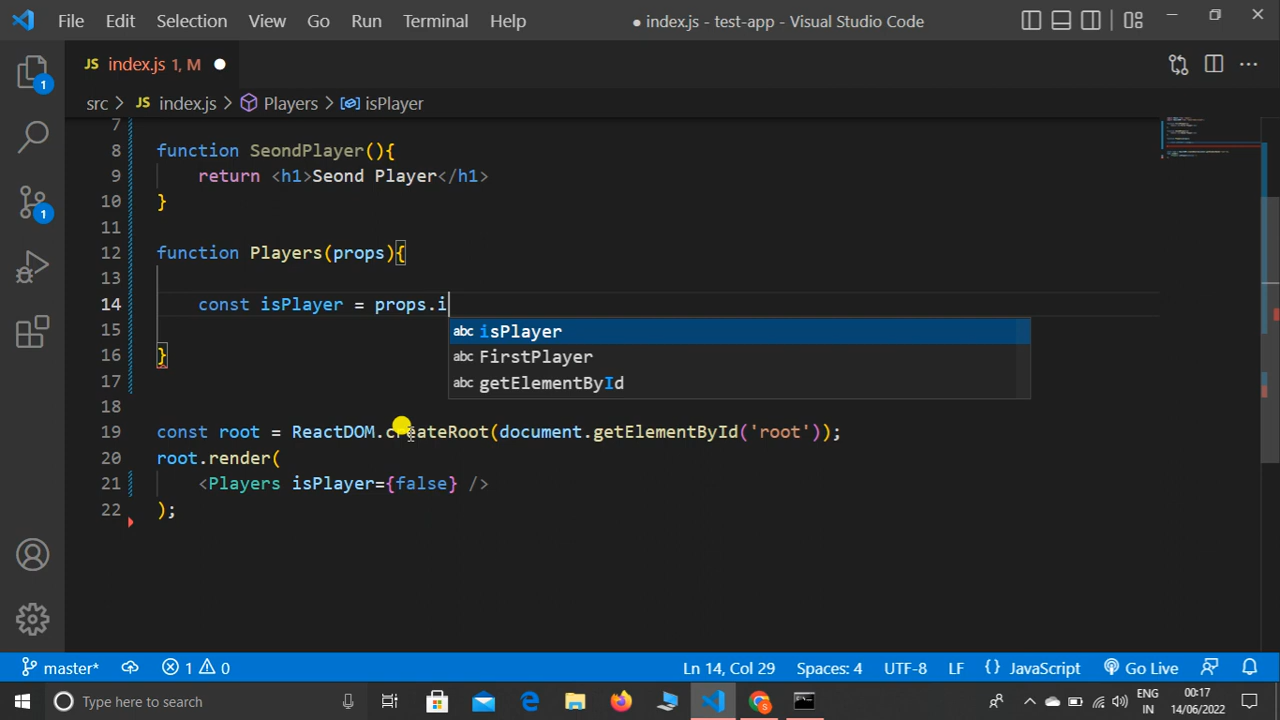 File Edit Selection View Go Run Terminal Help ● index.js - test-app - Visual Studio Code
JS index.js 1, M ●
src > JS index.js > Players > isPlayer
7
8 function SeondPlayer(){
9 return <h1>Seond Player</h1>
10 }
11
12 function Players(props){
13
14 const isPlayer = props.i
abc isPlayer
15
abc FirstPlayer
16 }
abc getElementById
17
18
19 const root = ReactDOM.createRoot(document.getElementById('root'));
20 root.render(
21 <Players isPlayer={false} />
22 );
1
1
master* 1 0 Ln 14, Col 29 Spaces: 4 UTF-8 LF {} JavaScript Go Live
Type here to search
ENG
IN
00:17
14/06/2022